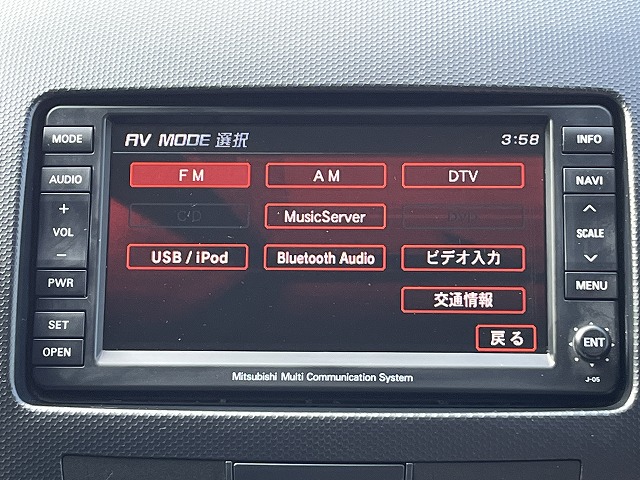 MODE
AUDIO
+
VOL
−
PWR
SET
OPEN
AV MODE 選択
3:58
FM
AM
DTV
CD
MusicServer
DVD
USB/iPod
Bluetooth Audio
ビデオ入力
交通情報
戻る
INFO
NAVI
SCALE
MENU
ENT
J-05
Mitsubishi Multi Communication System